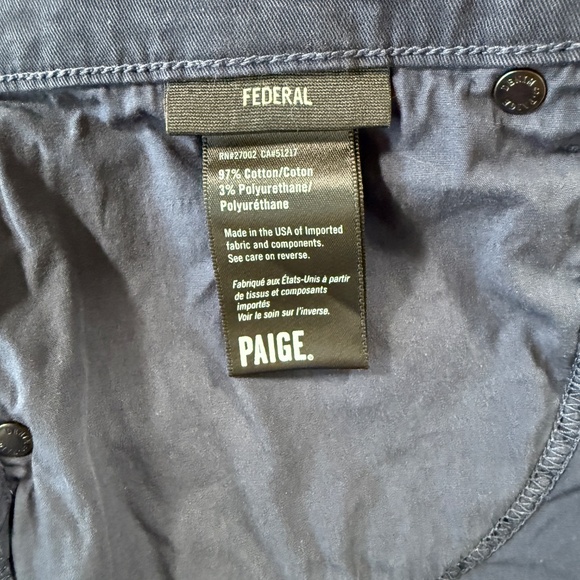 FEDERAL
RN#27002 CA#51217
97% Cotton/Coton
3% Polyurethane/
Polyuréthane
Made in the USA of Imported
fabric and components.
See care on reverse.
Fabriqué aux États-Unis à partir
de tissus et composants
importés
Voir le soin sur l'inverse.
PAIGE.